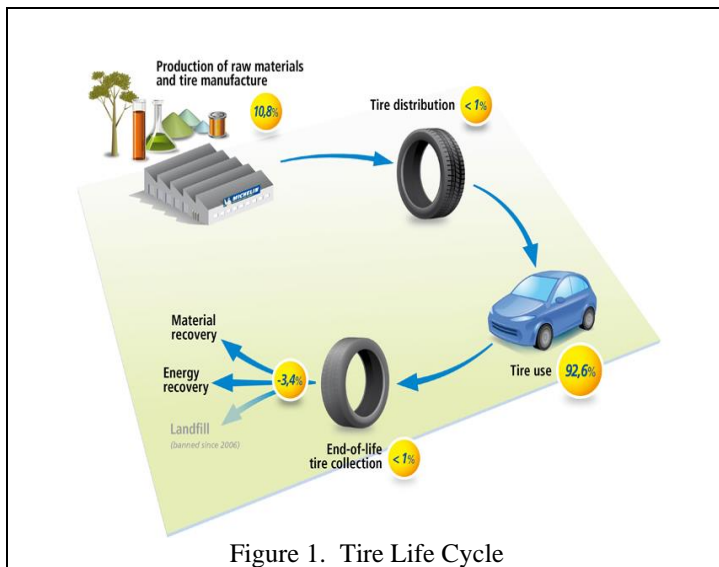 Production of raw materials
and tire manufacture
10,8%
Tire distribution
< 1%
MICHELIN
Tire use
92,6%
Material
recovery
Energy
recovery
-3,4%
Landfill
(banned since 2006)
End-of-life
tire collection
< 1%
Figure 1. Tire Life Cycle